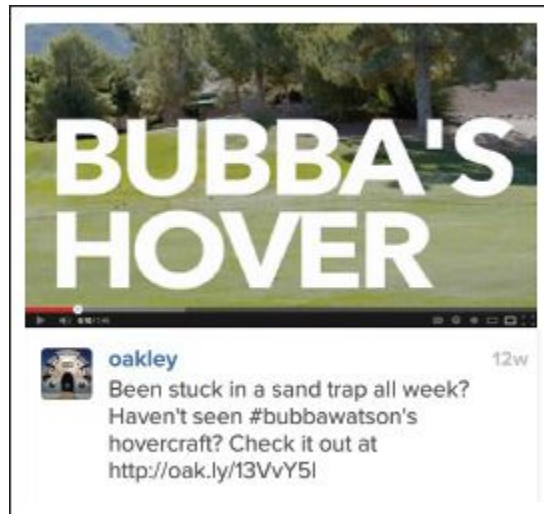 BUBBA'S
HOVER
oakley
12w
Been stuck in a sand trap all week?
Haven't seen #bubbawatson's
hovercraft? Check it out at
http://oak.ly/13VvY5l